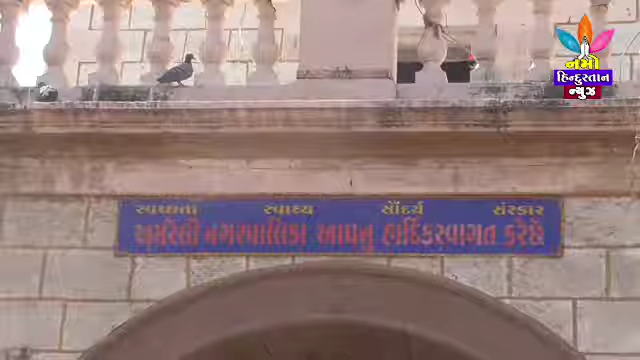 નમો
હિન્દુસ્તાન
ન્યુઝ
સ્વચ્છતા સ્વાધ્ય સૌંદર્ય સંસ્કાર
અમરેલી નગરપાલિકા આપનુ હાર્દિક સ્વાગત કરેછે